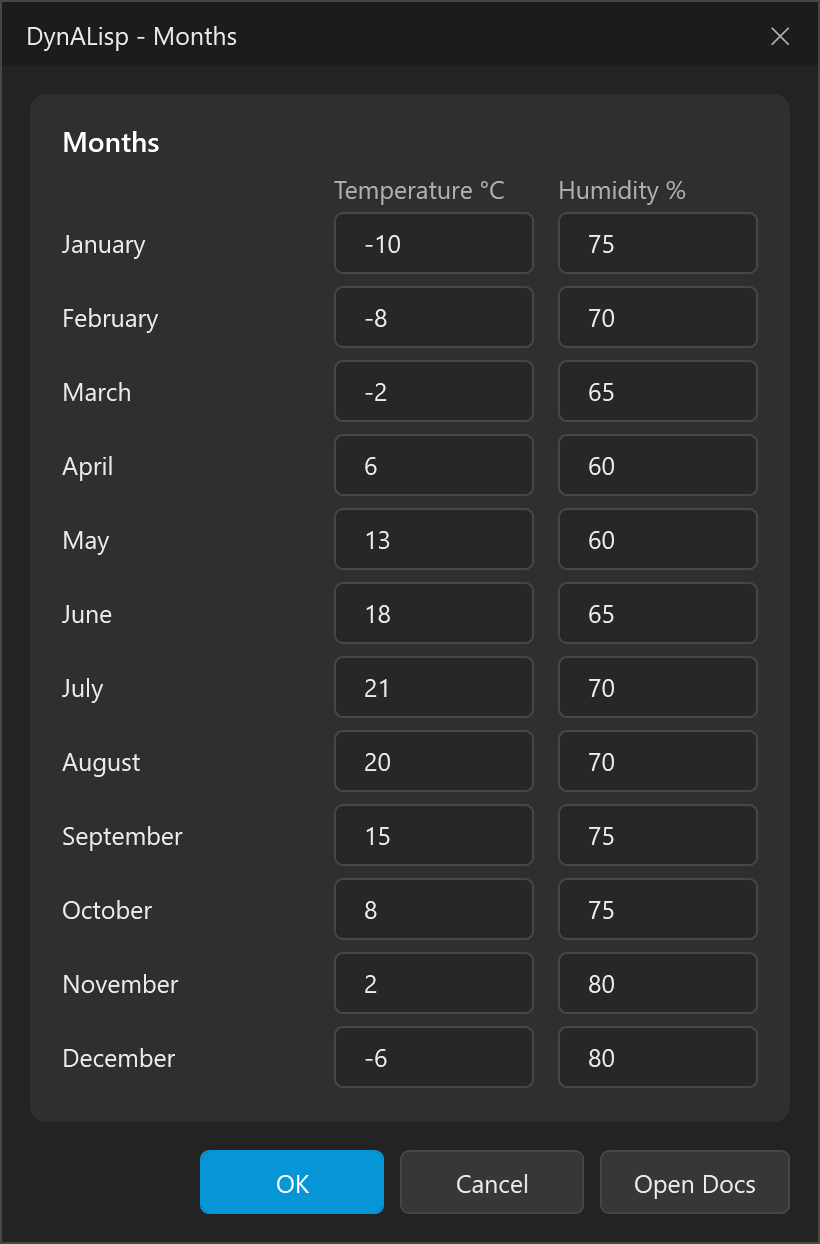 DynALisp - Months
Months
Temperature °C Humidity %
January -10 75
February -8 70
March -2 65
April 6 60
May 13 60
June 18 65
July 21 70
August 20 70
September 15 75
October 8 75
November 2 80
December -6 80
OK Cancel Open Docs